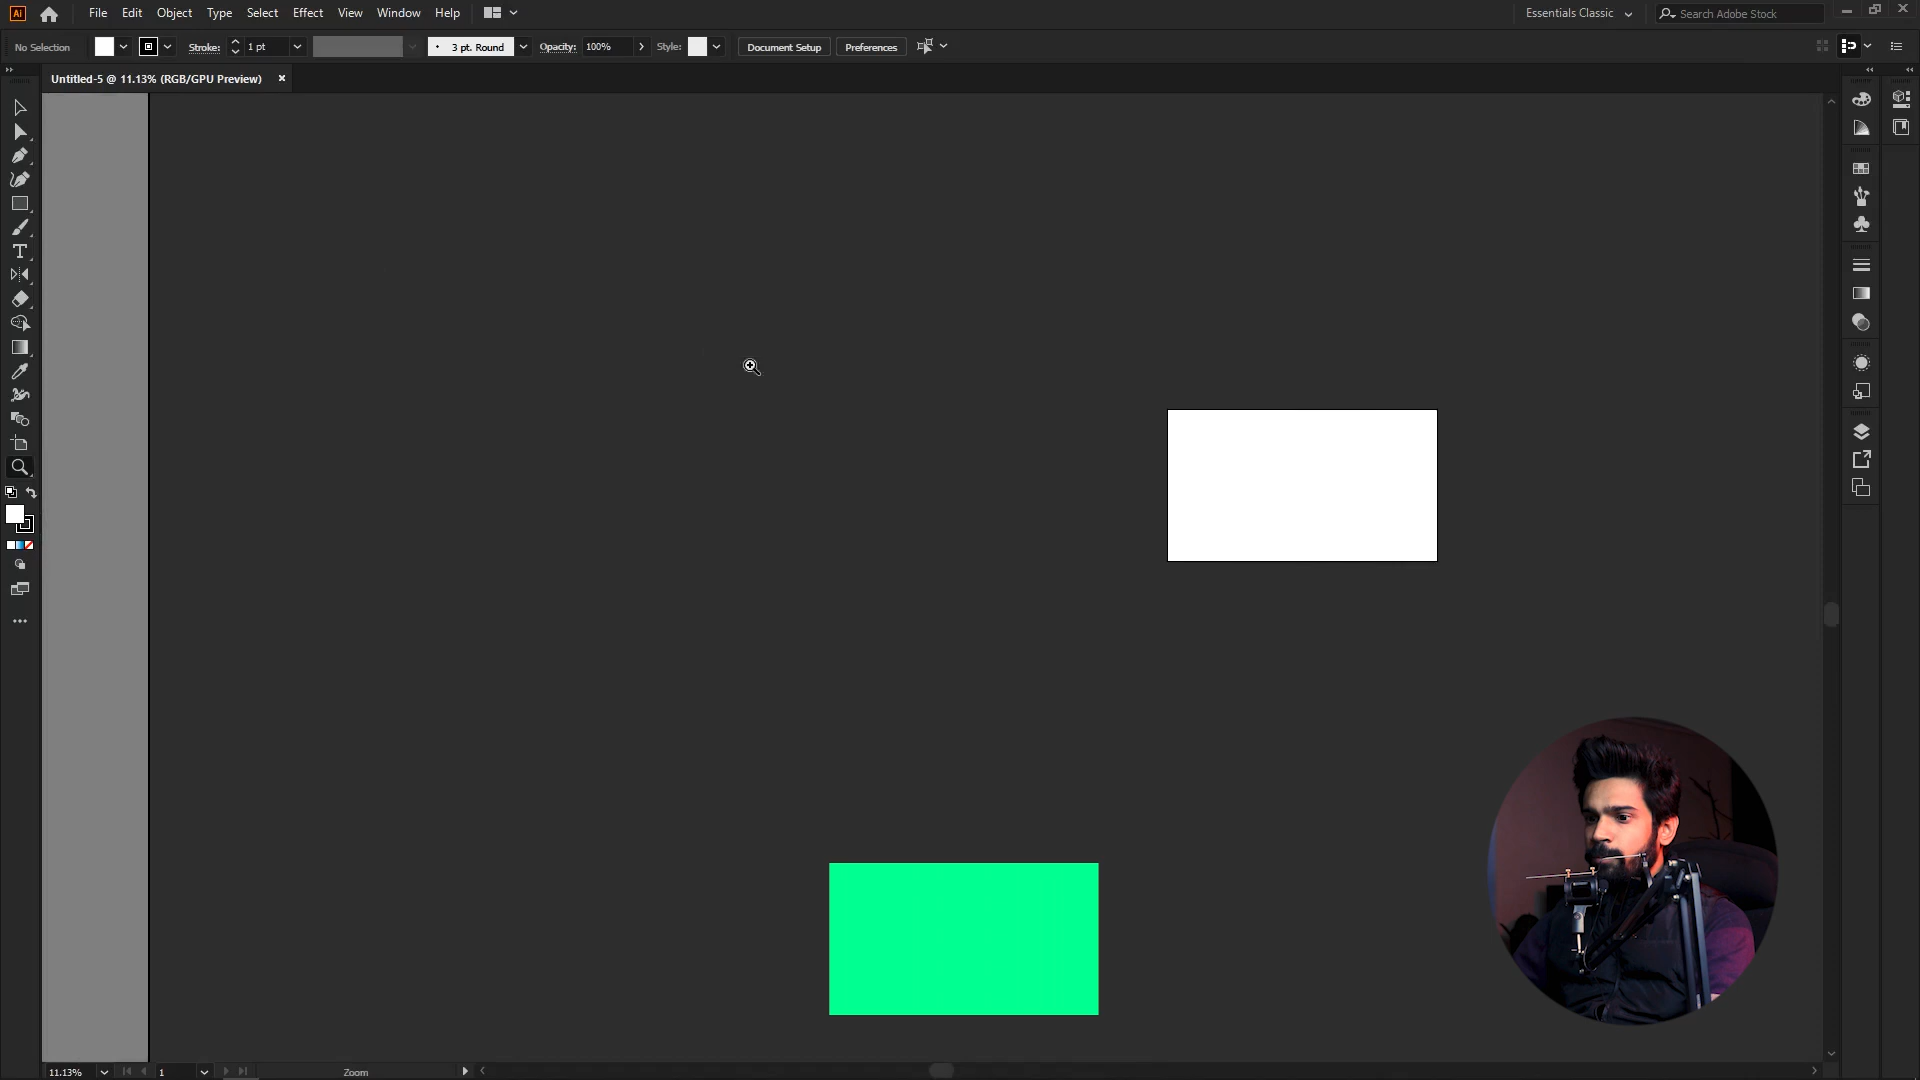 Ai File Edit Object Type Select Effect View Window Help Essentials Classic Search Adobe Stock
No Selection Stroke: 1 pt 3 pt. Round Opacity: 100% Style: Document Setup Preferences
Untitled-5 @ 11.13% (RGB/GPU Preview) ×
T
11.13% 1 Zoom